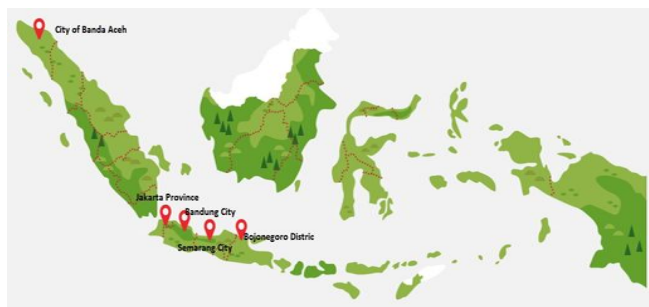 City of Banda Aceh
Jakarta Province
Bandung City
Bojonegoro Distric
Semarang City